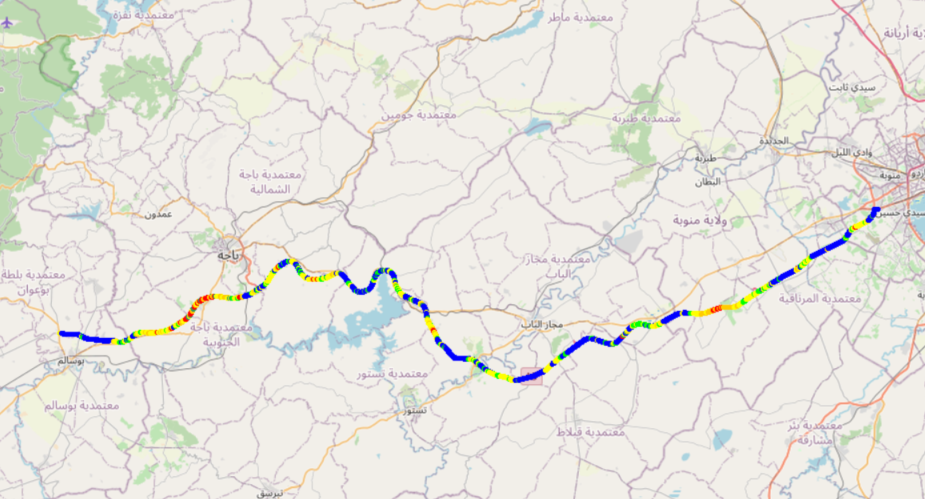 معتمدية نفزة
معتمدية ماطر
ولاية أريانة
سيدي ثابت
معتمدية جومين
معتمدية طبربة
الجديدة
وادي الليل
طبربة
منوبة
البطان
معتمدية باجة
الشمالية
عمدون
سيدي حسين
ولاية منوبة
باجة
معتمدية مجاز
الباب
معتمدية بلطة
بوعوان
معتمدية المرناقية
معتمدية باجة
الجنوبية
مجاز الباب
بوسالم
معتمدية تستور
معتمدية بوسالم
تستور
معتمدية قبلاط
معتمدية بئر
مشارقة
تبرسق